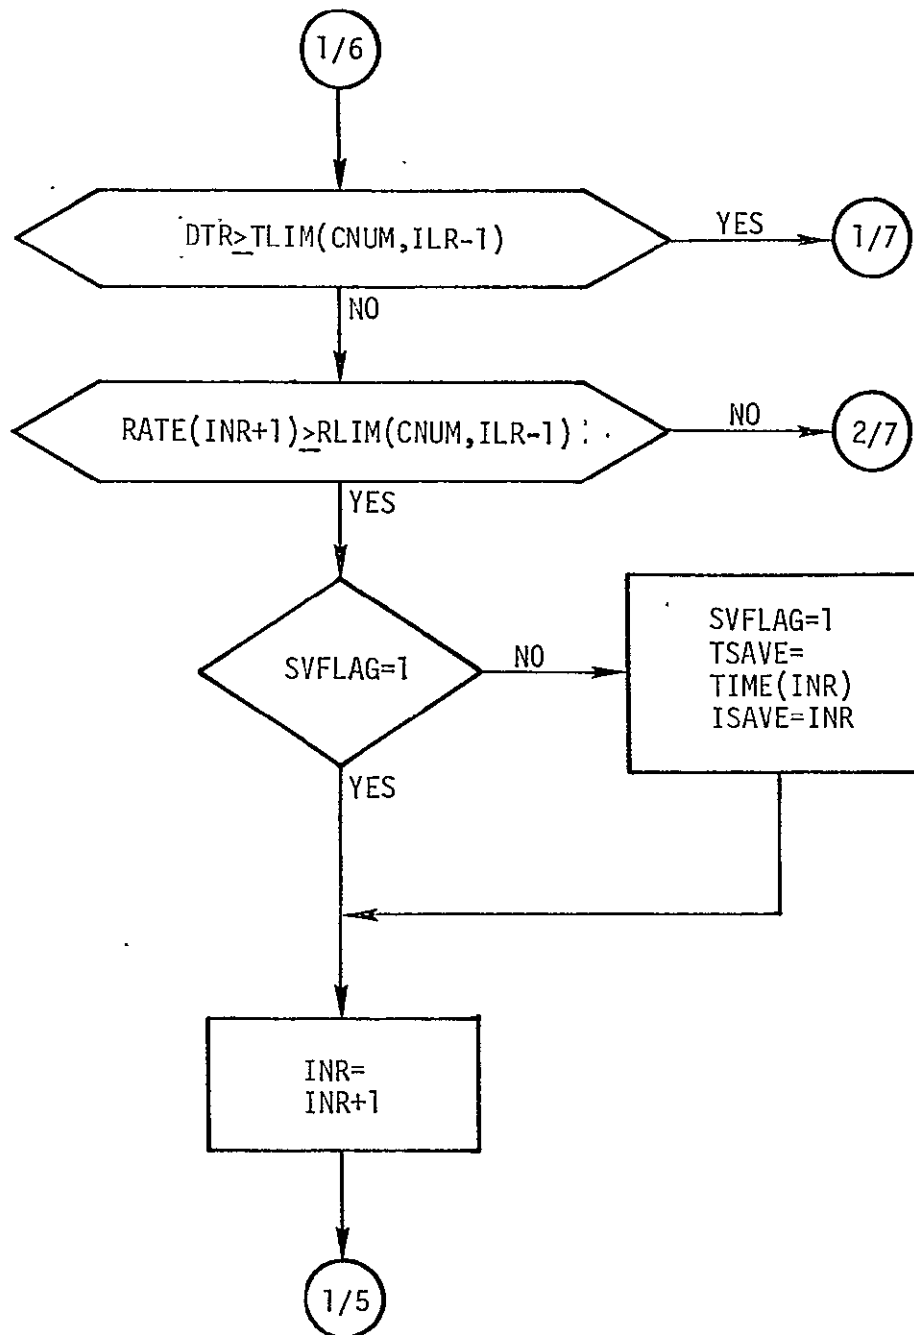 1/6
DTR≥TLIM(CNUM,ILR-1)
YES
1/7
NO
RATE(INR+1)≥RLIM(CNUM,ILR-1)
NO
2/7
YES
SVFLAG=1
NO
SVFLAG=1
TSAVE=
TIME(INR)
ISAVE=INR
YES
INR=
INR+1
1/5